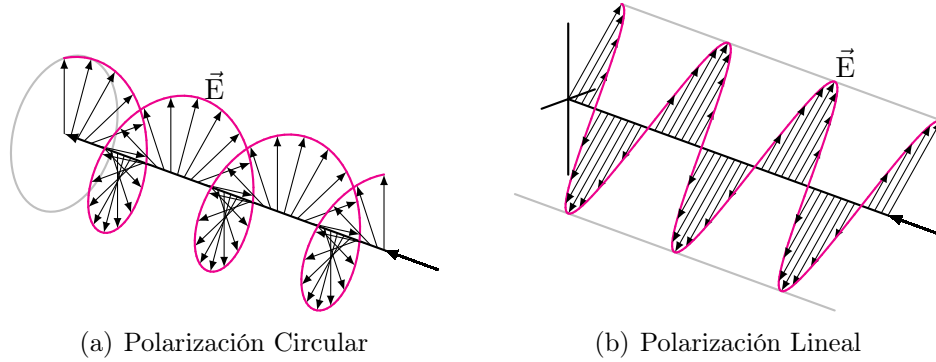 E⃗
E⃗
(a) Polarización Circular
(b) Polarización Lineal